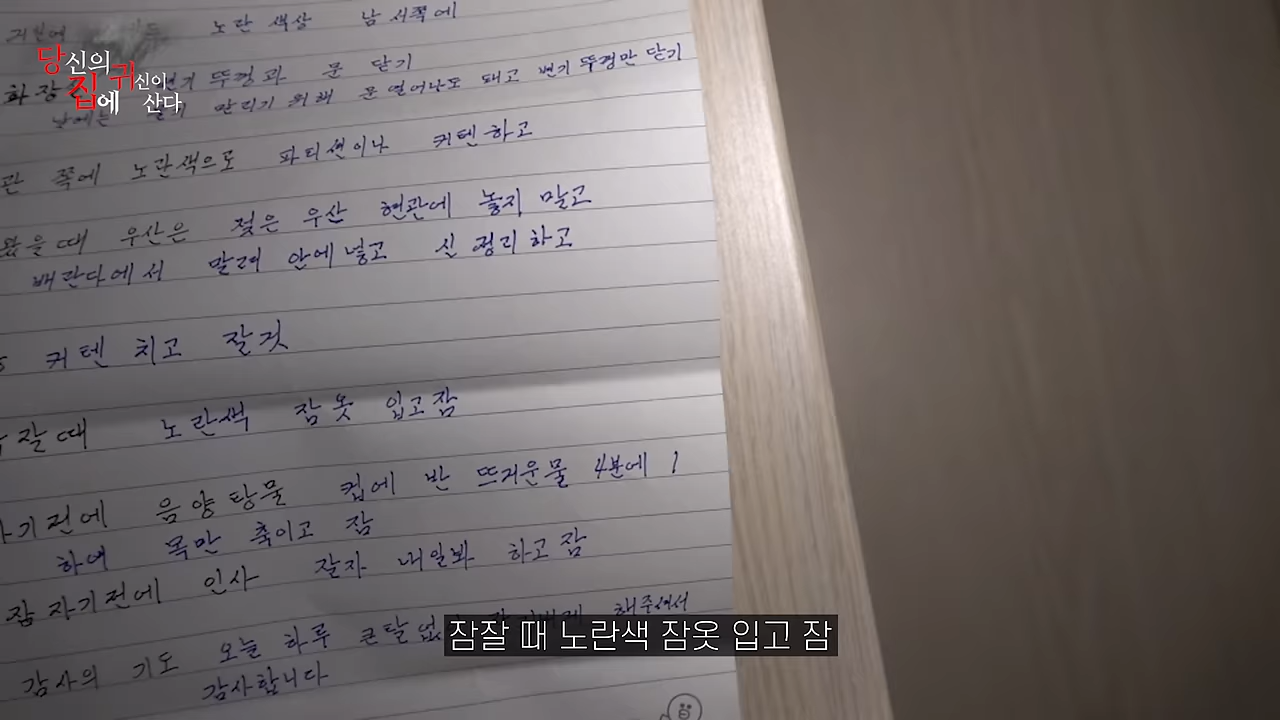 당신의
집에 귀신이
산다
노란 색상 남서쪽에
화장 변기 뚜껑과 문 닫기
낮에는 말리기 위해 문 열어놔도 돼고 변기 뚜껑만 닫기
관 쪽에 노란색으로 파티션이나 커텐하고
왔을때 우산은 젖은 우산 현관에 놓지 말고
배란다에서 말려 안에 넣고 신 정리하고
커텐 치고 잘것
잘때 노란색 잠옷 입고 잠
자기전에 음양탕물 컵에 반 뜨거운물 4분에 1
하여 목만 축이고 잠
잠자기전에 인사 잘자 내일봐 하고 잠
감사의 기도 오늘 하루 큰탈 해주셔서
감사합니다
잠잘 때 노란색 잠옷 입고 잠